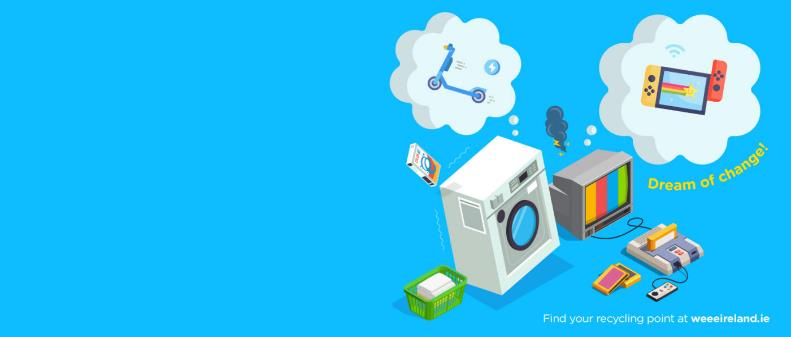 Dream of change!
Find your recycling point at weeeireland.ie